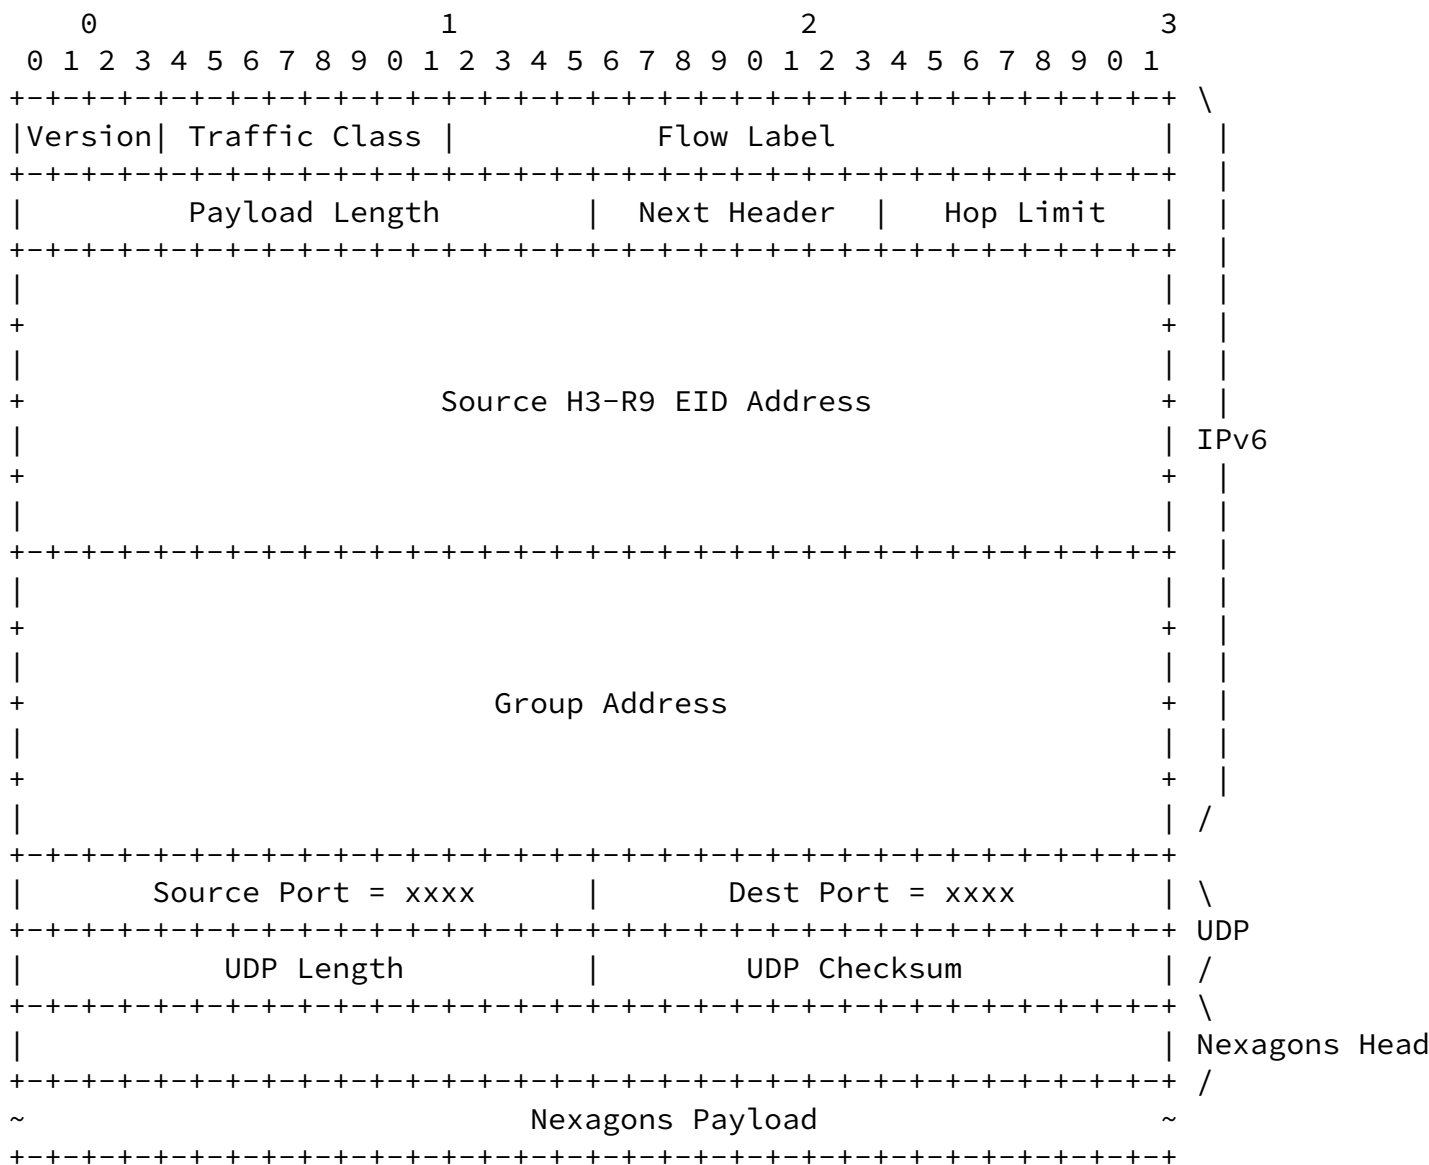 0                   1                   2                   3
 0 1 2 3 4 5 6 7 8 9 0 1 2 3 4 5 6 7 8 9 0 1 2 3 4 5 6 7 8 9 0 1
+-+-+-+-+-+-+-+-+-+-+-+-+-+-+-+-+-+-+-+-+-+-+-+-+-+-+-+-+-+-+-+-+ \
|Version| Traffic Class |           Flow Label                  |  |
+-+-+-+-+-+-+-+-+-+-+-+-+-+-+-+-+-+-+-+-+-+-+-+-+-+-+-+-+-+-+-+-+  |
|         Payload Length        |  Next Header  |   Hop Limit   |  |
+-+-+-+-+-+-+-+-+-+-+-+-+-+-+-+-+-+-+-+-+-+-+-+-+-+-+-+-+-+-+-+-+  |
|                                                               |  |
+                                                               +  |
|                                                               |  |
+                       Source H3-R9 EID Address                +  |
|                                                               | IPv6
+                                                               +  |
|                                                               |  |
+-+-+-+-+-+-+-+-+-+-+-+-+-+-+-+-+-+-+-+-+-+-+-+-+-+-+-+-+-+-+-+-+  |
|                                                               |  |
+                                                               +  |
|                                                               |  |
+                          Group Address                        +  |
|                                                               |  |
+                                                               +  |
|                                                               | /
+-+-+-+-+-+-+-+-+-+-+-+-+-+-+-+-+-+-+-+-+-+-+-+-+-+-+-+-+-+-+-+-+
|       Source Port = xxxx      |       Dest Port = xxxx        | \
+-+-+-+-+-+-+-+-+-+-+-+-+-+-+-+-+-+-+-+-+-+-+-+-+-+-+-+-+-+-+-+-+ UDP
|           UDP Length          |        UDP Checksum           | /
+-+-+-+-+-+-+-+-+-+-+-+-+-+-+-+-+-+-+-+-+-+-+-+-+-+-+-+-+-+-+-+-+ \
|                                                               | Nexagons Head
+-+-+-+-+-+-+-+-+-+-+-+-+-+-+-+-+-+-+-+-+-+-+-+-+-+-+-+-+-+-+-+-+ /
~                            Nexagons Payload                   ~
+-+-+-+-+-+-+-+-+-+-+-+-+-+-+-+-+-+-+-+-+-+-+-+-+-+-+-+-+-+-+-+-+